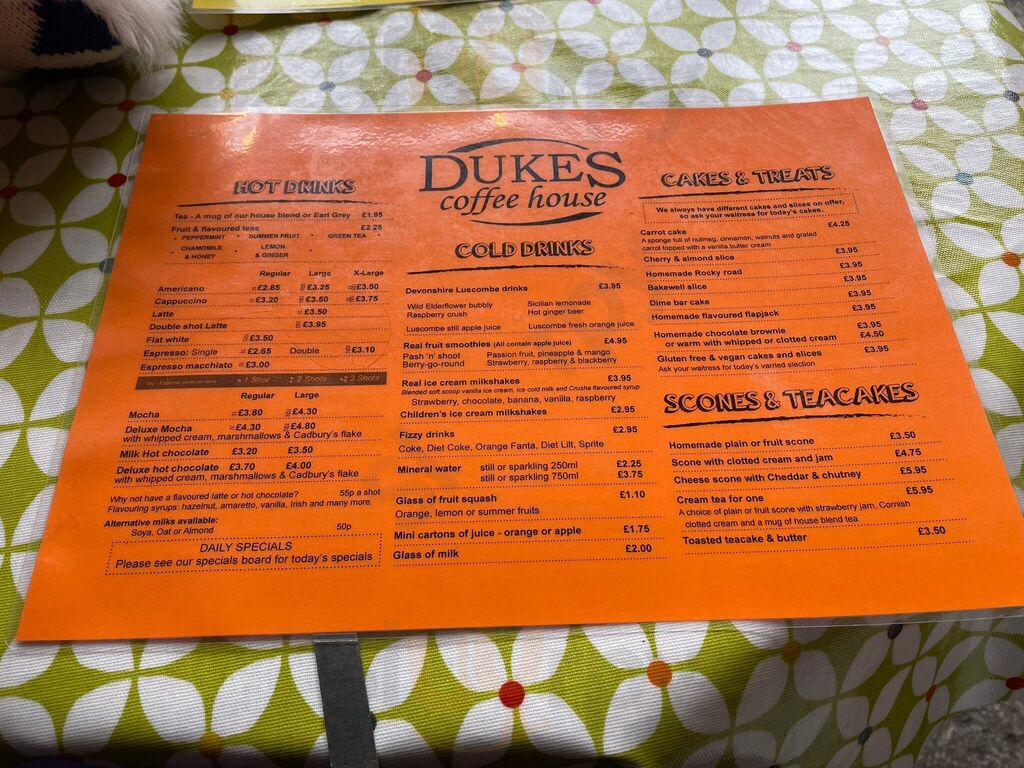 DUKES
coffee house
HOT DRINKS
Tea - A mug of our house blend or Earl Grey £1.95
Fruit & flavoured teas £2.25
• PEPPERMINT • SUMMER FRUIT • GREEN TEA •
• CHAMOMILE & HONEY • LEMON & GINGER
Regular Large X-Large
Americano £2.85 £3.25 £3.50
Cappuccino £3.20 £3.50 £3.75
Latte £3.50
Double shot Latte £3.95
Flat white £3.50
Espresso: Single £2.65 Double £3.10
Espresso macchiato £3.00
1 Shot 2 Shots 3 Shots
Regular Large
Mocha £3.80 £4.30
Deluxe Mocha £4.30 £4.80
with whipped cream, marshmallows & Cadbury's flake
Milk Hot chocolate £3.20 £3.50
Deluxe hot chocolate £3.70 £4.00
with whipped cream, marshmallows & Cadbury's flake
Why not have a flavoured latte or hot chocolate? 55p a shot
Flavouring syrups: hazelnut, amaretto, vanilla, Irish and many more.
Alternative milks available:
Soya, Oat or Almond 50p
DAILY SPECIALS
Please see our specials board for today's specials
COLD DRINKS
Devonshire Luscombe drinks £3.95
Wild Elderflower bubbly Sicilian lemonade
Raspberry crush Hot ginger beer
Luscombe still apple juice Luscombe fresh orange juice
Real fruit smoothies (All contain apple juice) £4.95
Pash 'n' shoot Passion fruit, pineapple & mango
Berry-go-round Strawberry, raspberry & blackberry
Real ice cream milkshakes £3.95
Blended soft scoop vanilla ice cream, ice cold milk and Crusha flavoured syrup
Strawberry, chocolate, banana, vanilla, raspberry
Children's ice cream milkshakes £2.95
Fizzy drinks £2.95
Coke, Diet Coke, Orange Fanta, Diet Lilt, Sprite
Mineral water still or sparkling 250ml £2.25
still or sparkling 750ml £3.75
Glass of fruit squash £1.10
Orange, lemon or summer fruits
Mini cartons of juice - orange or apple £1.75
Glass of milk £2.00
CAKES & TREATS
We always have different cakes and slices on offer,
so ask your waitress for today's cakes.
Carrot cake £4.25
A sponge full of nutmeg, cinnamon, walnuts and grated
carrot topped with a vanilla butter cream
Cherry & almond slice £3.95
Homemade Rocky road £3.95
Bakewell slice £3.95
Dime bar cake £3.95
Homemade flavoured flapjack £3.95
Homemade chocolate brownie £3.95
or warm with whipped or clotted cream £4.50
Gluten free & vegan cakes and slices £3.95
Ask your waitress for today's varried slection
SCONES & TEACAKES
Homemade plain or fruit scone £3.50
Scone with clotted cream and jam £4.75
Cheese scone with Cheddar & chutney £5.95
Cream tea for one £5.95
A choice of plain or fruit scone with strawberry jam, Cornish
clotted cream and a mug of house blend tea
Toasted teacake & butter £3.50